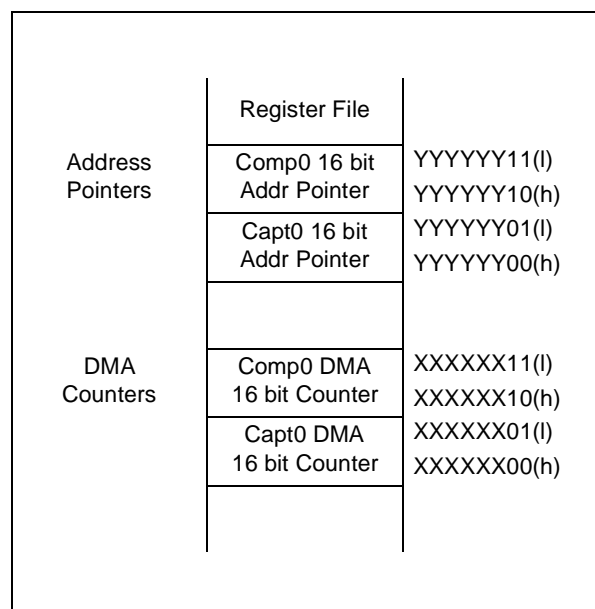 Register File
Address
Pointers
Comp0 16 bit
Addr Pointer
YYYYYY11(l)
YYYYYY10(h)
Capt0 16 bit
Addr Pointer
YYYYYY01(l)
YYYYYY00(h)
DMA
Counters
Comp0 DMA
16 bit Counter
XXXXXX11(l)
XXXXXX10(h)
Capt0 DMA
16 bit Counter
XXXXXX01(l)
XXXXXX00(h)